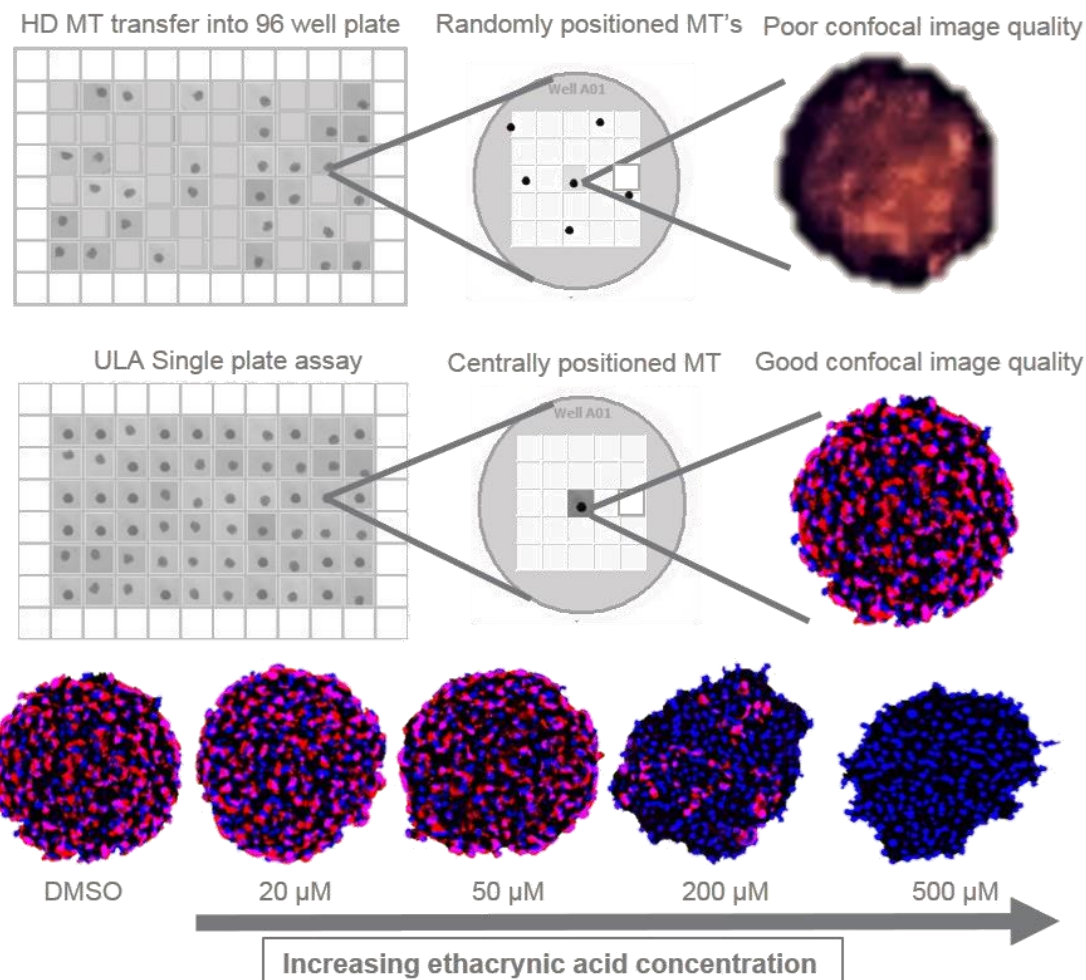 HD MT transfer into 96 well plate
Randomly positioned MT's
Poor confocal image quality
Well A01
ULA Single plate assay
Centrally positioned MT
Good confocal image quality
Well A01
DMSO
20 µM
50 µM
200 µM
500 µM
Increasing ethacrynic acid concentration